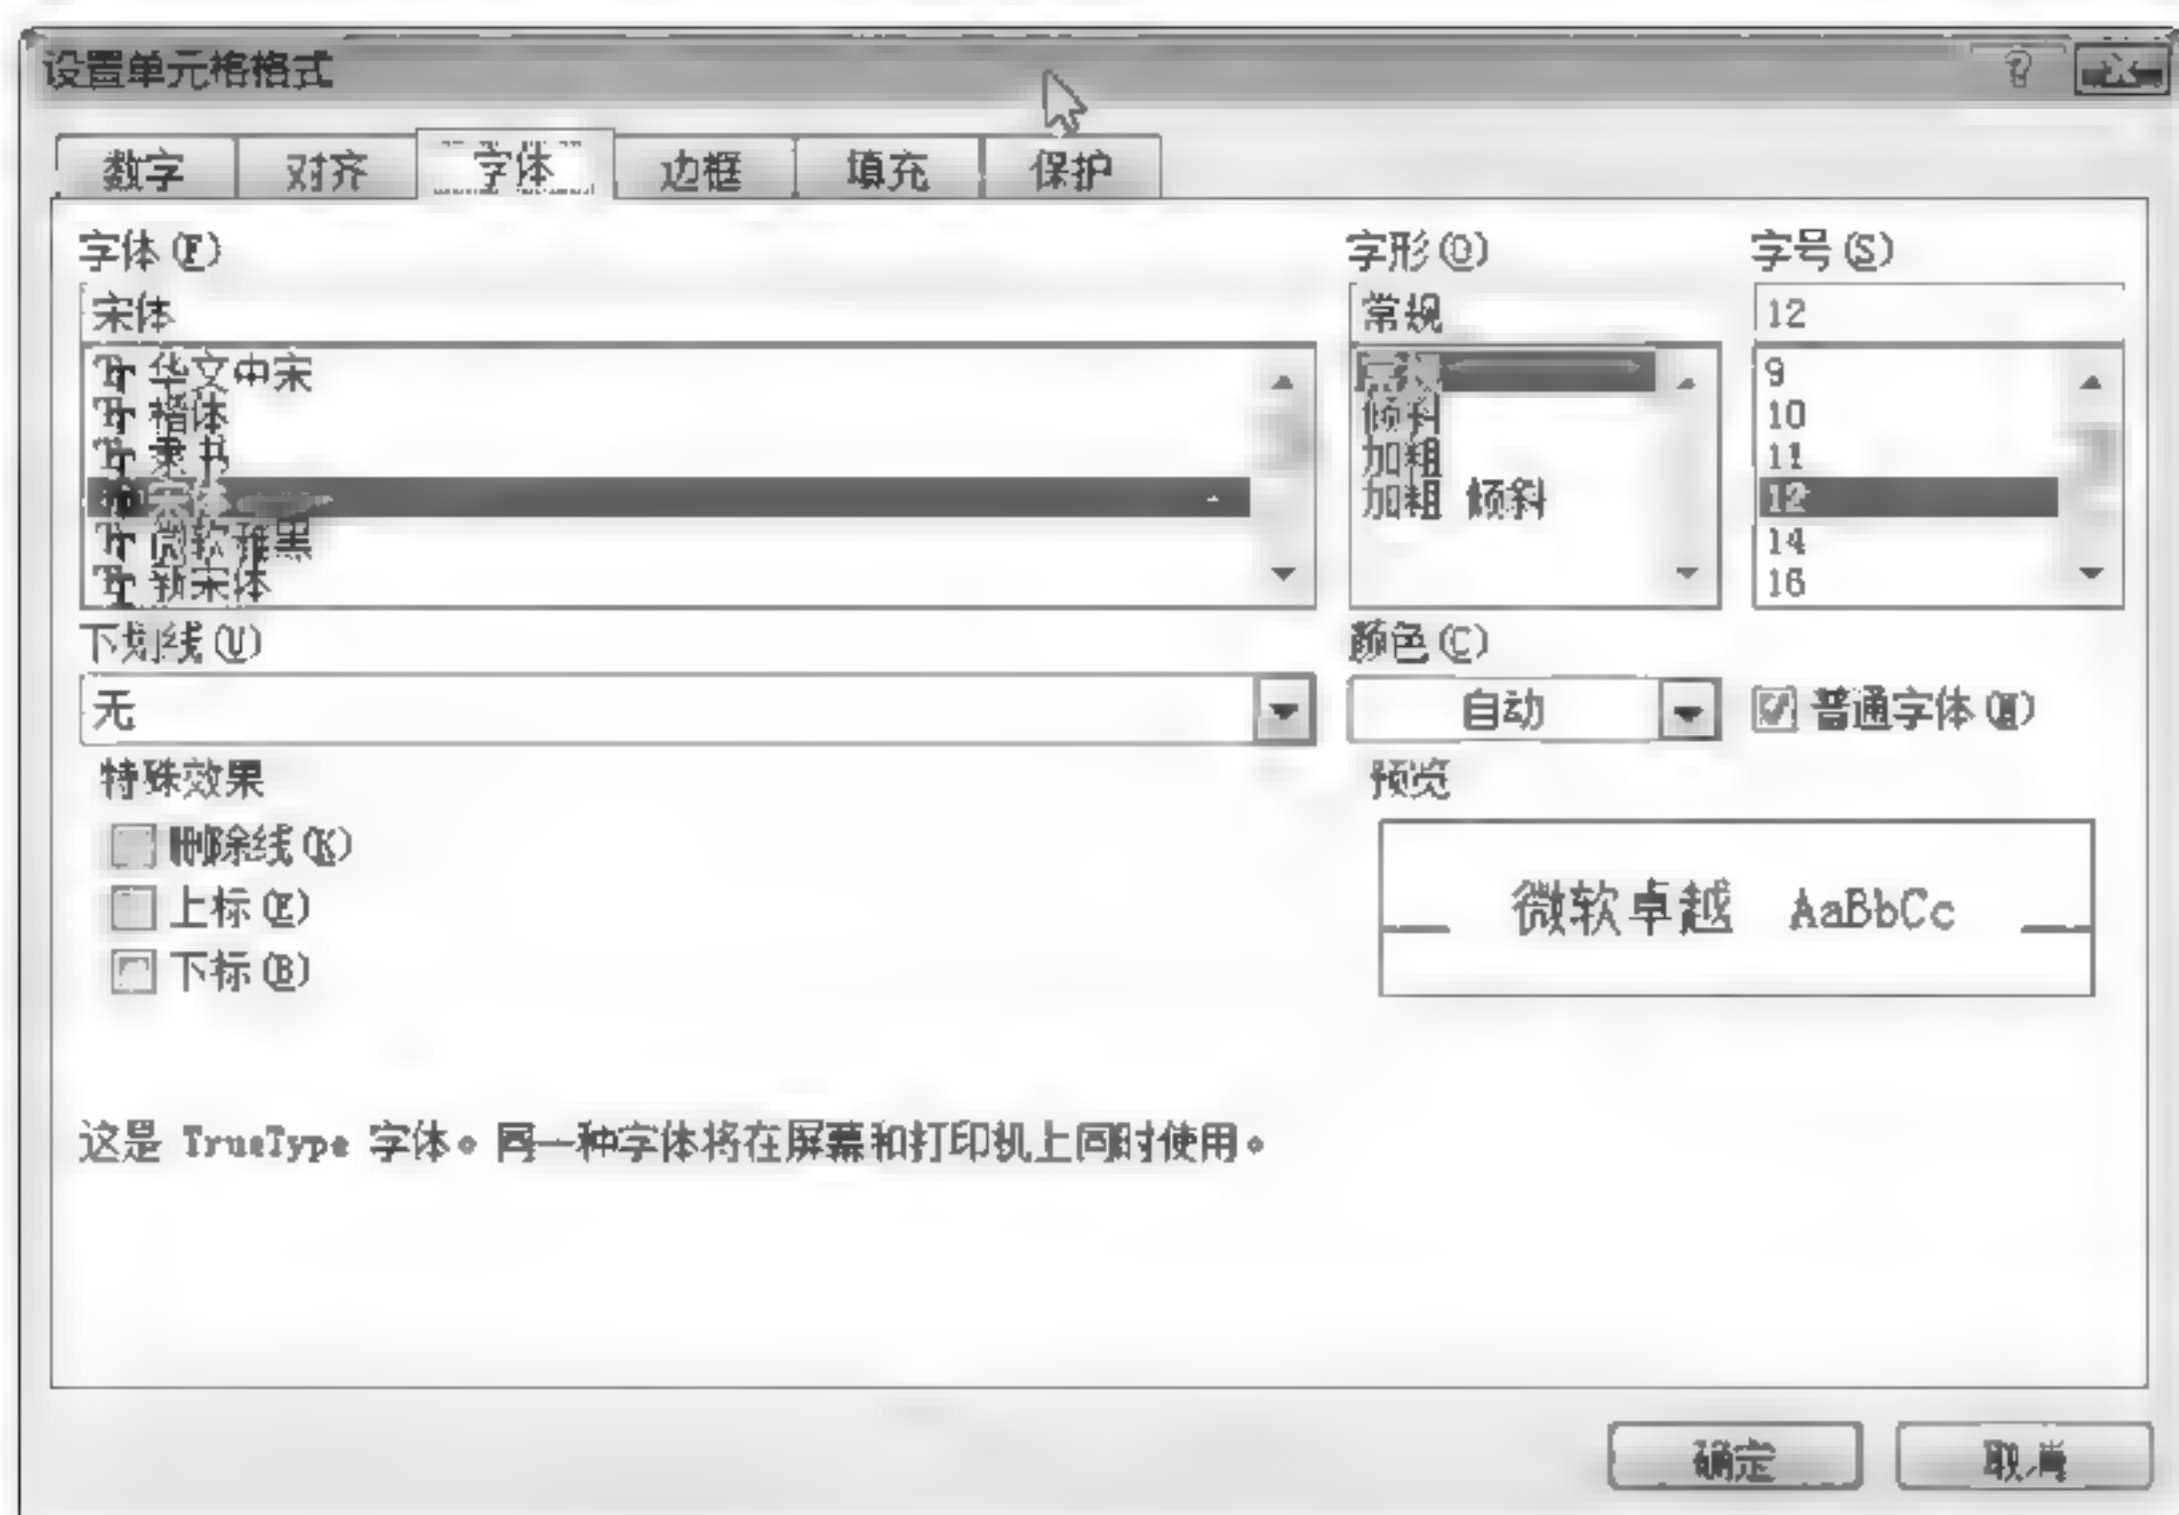 设置单元格格式
数字 对齐 字体 边框 填充 保护
字体(F) 字形(O) 字号(S)
宋体 常规 12
华文中宋 常规 9
楷体 倾斜 10
隶书 加粗 11
宋体 加粗 倾斜 12
微软雅黑 14
新宋体 16
下划线(U) 颜色(C)
无 自动 普通字体(N)
特殊效果 预览
删除线(K)
上标(E) 微软卓越 AaBbCc
下标(B)
这是 TrueType 字体。同一种字体将在屏幕和打印机上同时使用。
确定 取消